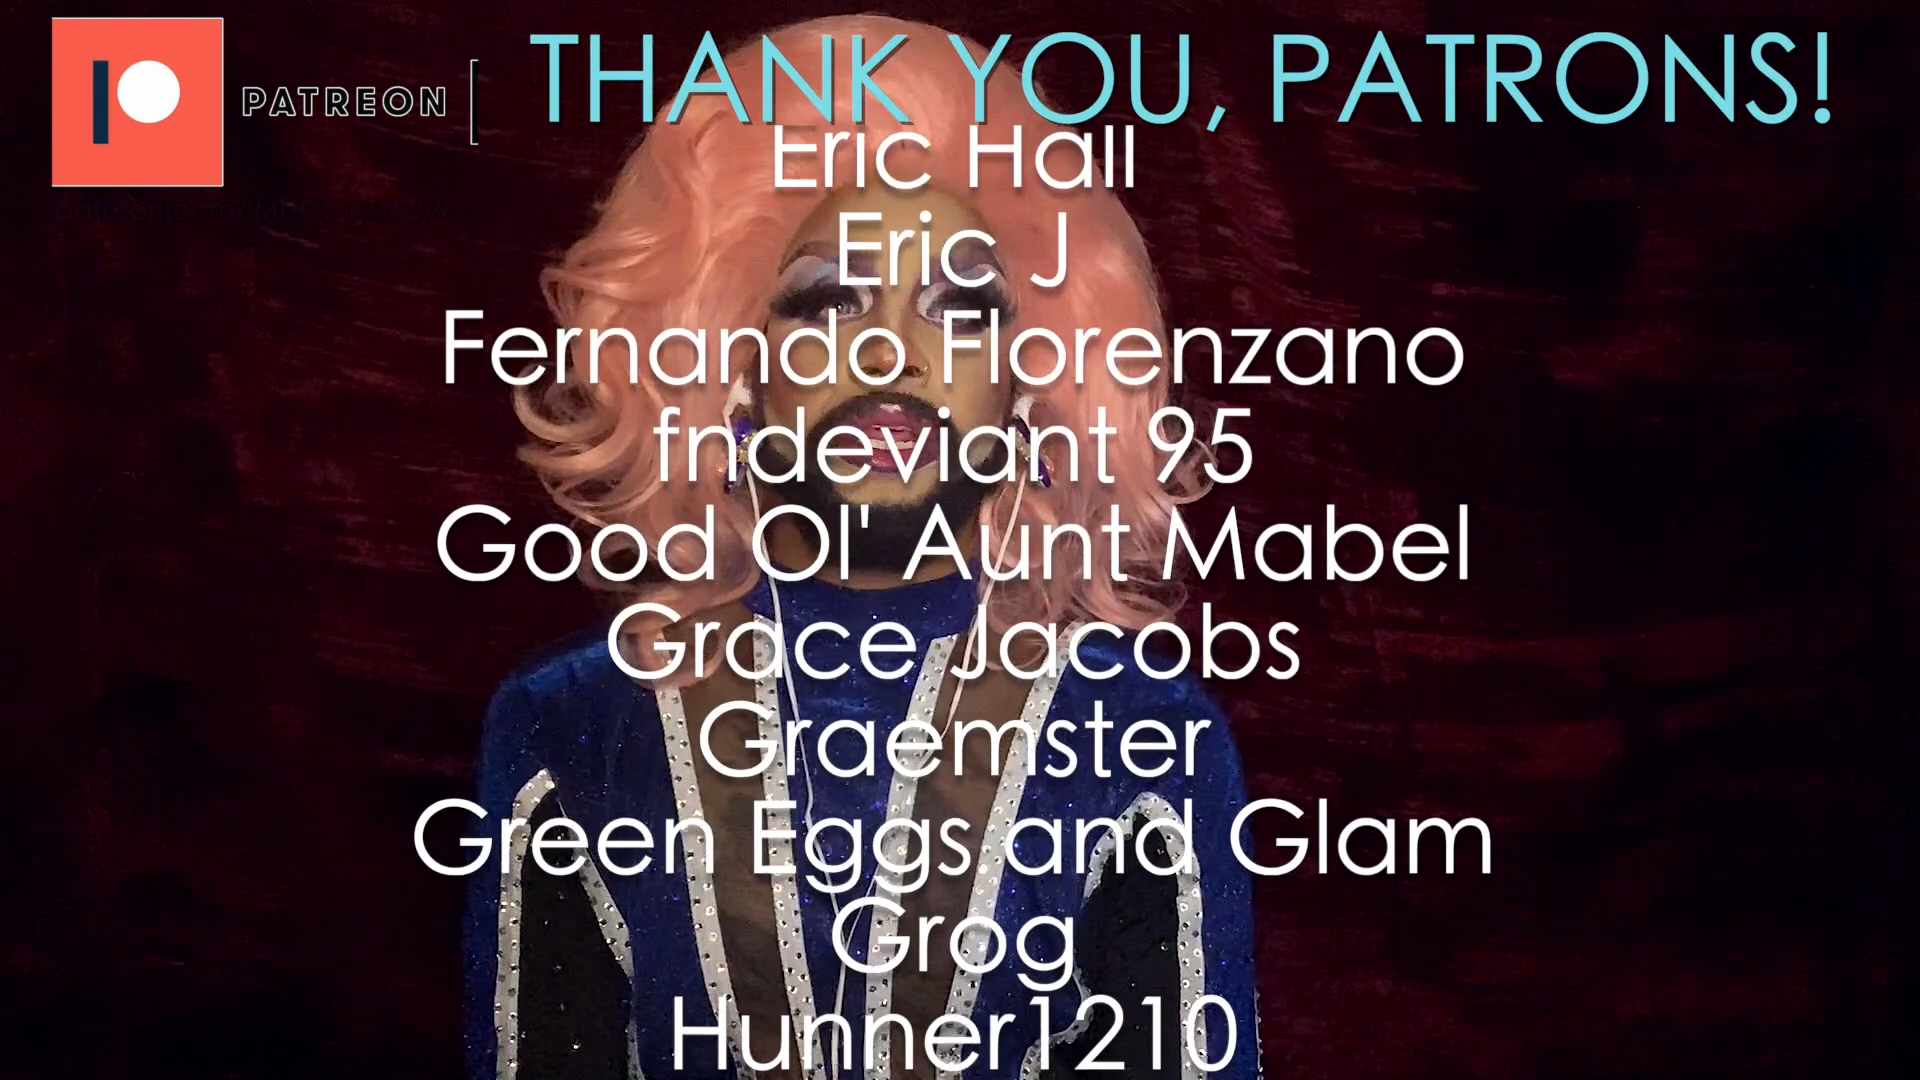 PATREON
THANK YOU, PATRONS!
Eric Hall
Eric J
Fernando Florenzano
fndeviant 95
Good Ol' Aunt Mabel
Grace Jacobs
Graemster
Green Eggs and Glam
Grog
Hunner1210